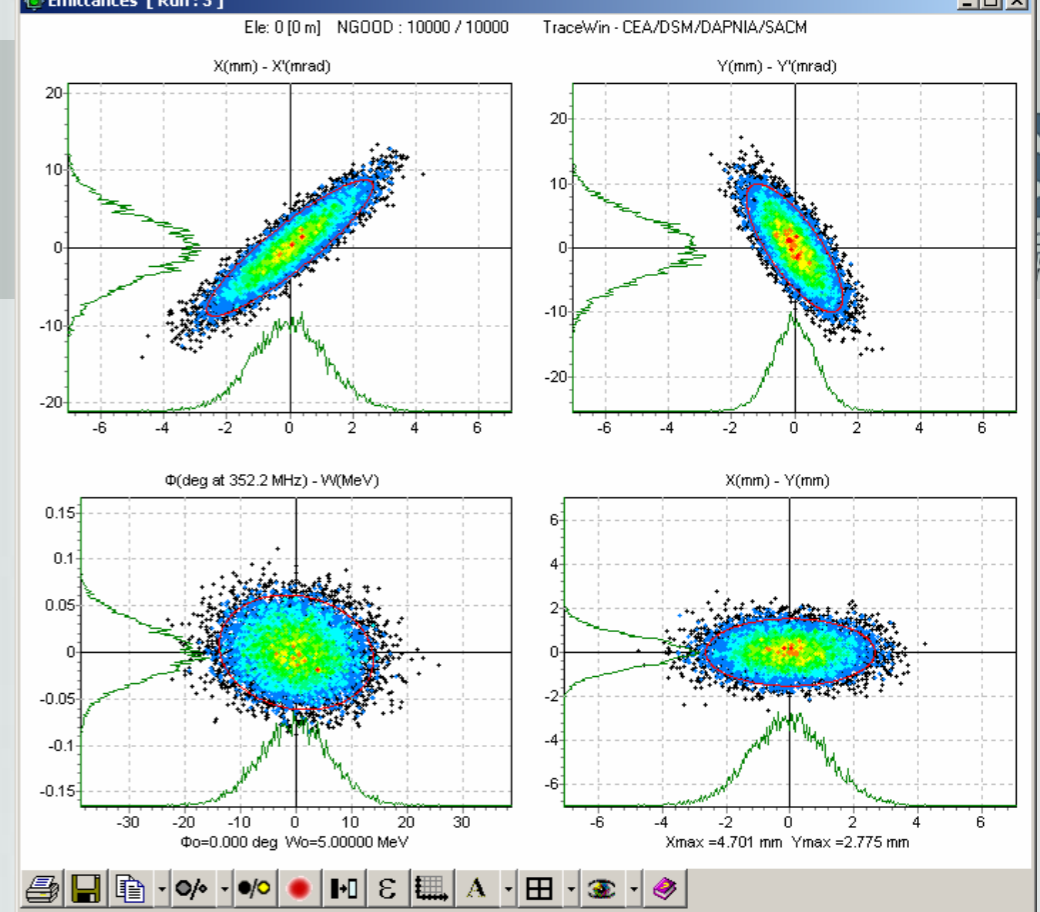 Emittances [ Run : 3 ]
Ele: 0 [0 m] NGOOD : 10000 / 10000 TraceWin - CEA/DSM/DAPNIA/SACM
X(mm) - X'(mrad)
20
10
0
-10
-20
-6 -4 -2 0 2 4 6
Y(mm) - Y'(mrad)
20
10
0
-10
-20
-6 -4 -2 0 2 4 6
Φ(deg at 352.2 MHz) - W(MeV)
0.15
0.1
0.05
0
-0.05
-0.1
-0.15
-30 -20 -10 0 10 20 30
Φo=0.000 deg Wo=5.00000 MeV
X(mm) - Y(mm)
6
4
2
0
-2
-4
-6
-6 -4 -2 0 2 4 6
Xmax =4.701 mm Ymax =2.775 mm
ε A